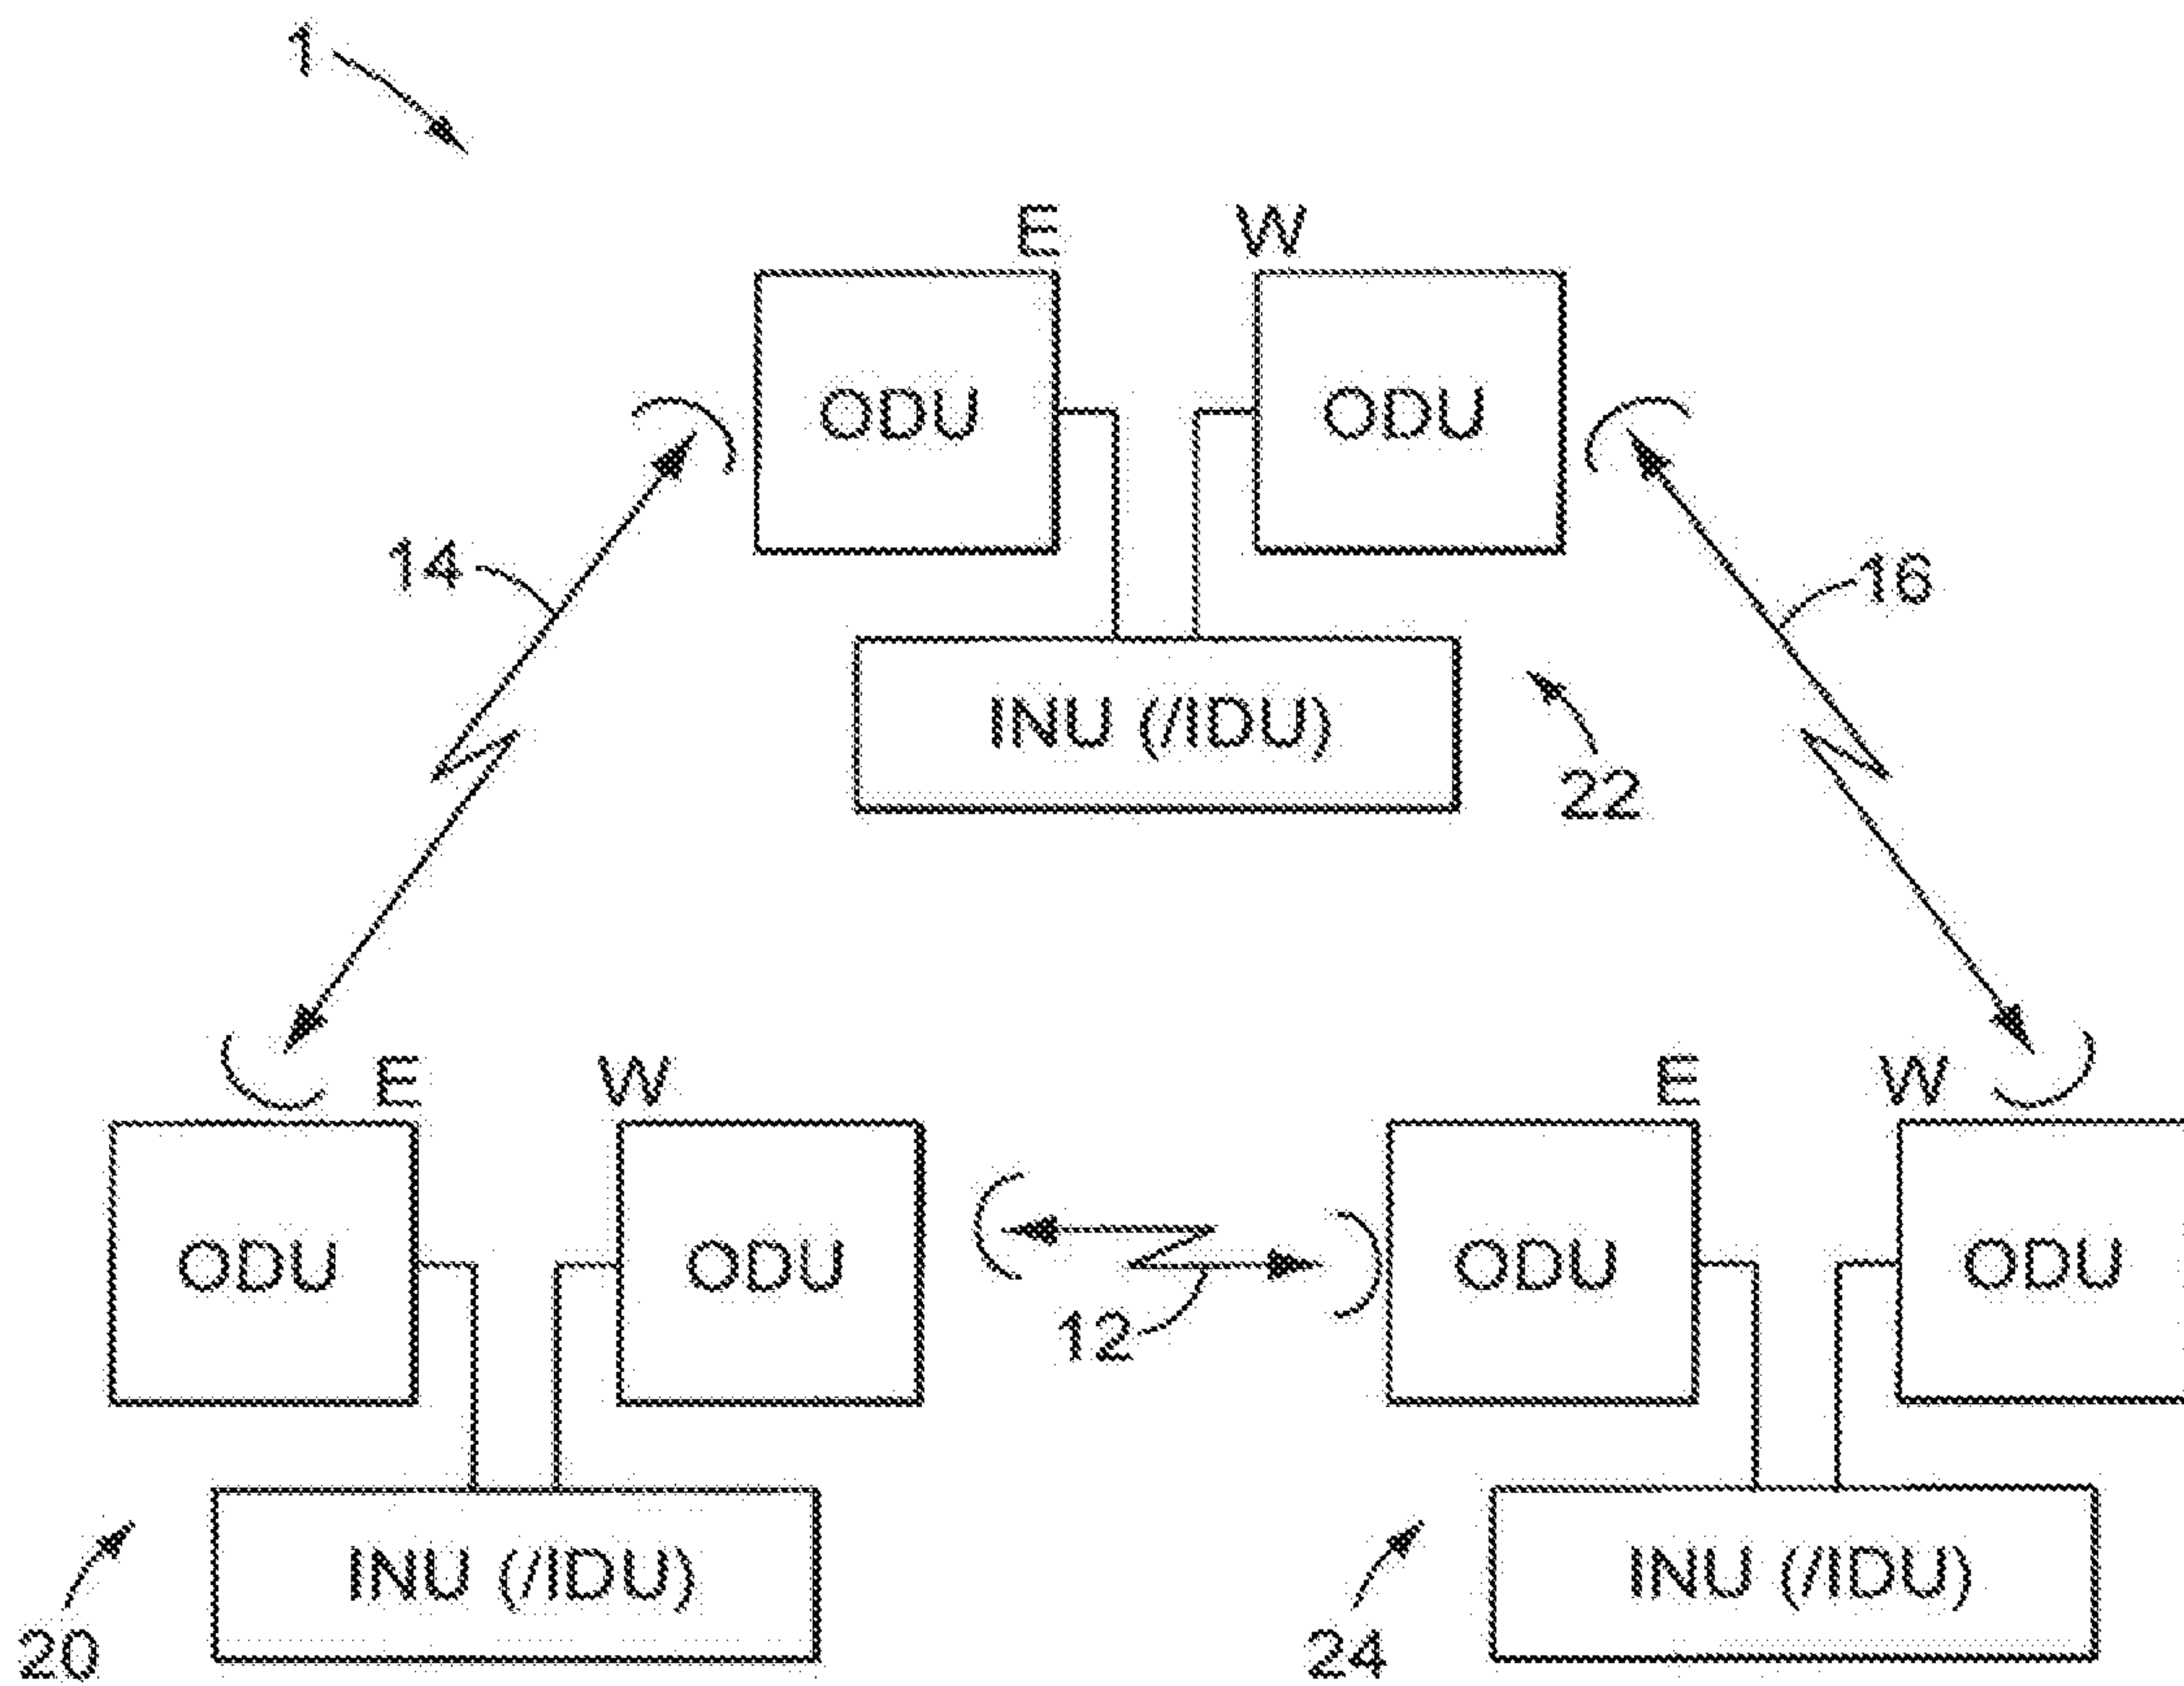 1
E W
ODU ODU
14 16
INU (/IDU)
22
E W E W
ODU ODU ODU ODU
12
INU (/IDU) INU (/IDU)
20 24